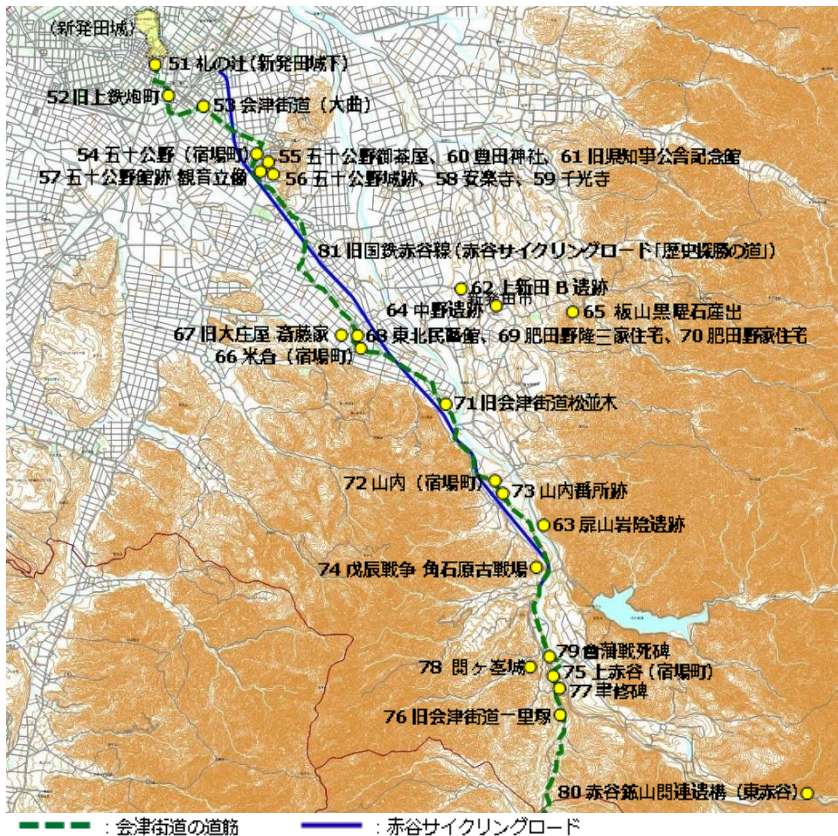 (新発田城)
51 札の辻(新発田城下)
52 旧上鉄炮町
53 会津街道 (大曲)
54 五十公野(宿場町)
55 五十公野御茶屋、60 豊田神社、61 旧県知事公舎記念館
57 五十公野館跡 観音立像
56 五十公野城跡、58 安楽寺、59 千光寺
81 旧国鉄赤谷線(赤谷サイクリングロード「歴史探勝の道」)
62 上新田 B 遺跡
新発田市
64 中野遺跡
65 板山黒曜石産出
67 旧大庄屋 斎藤家
68 東北民藝館、69 肥田野隆三家住宅、70 肥田野家住宅
66 米倉 (宿場町)
71 旧会津街道松並木
72 山内 (宿場町)
73 山内番所跡
63 扉山岩陰遺跡
74 戊辰戦争 角石原古戦場
79 会藩戦死碑
78 関ヶ峯城
75 上赤谷 (宿場町)
77 聿修碑
76 旧会津街道一里塚
80 赤谷鉱山関連遺構 (東赤谷)
:会津街道の道筋
:赤谷サイクリングロード